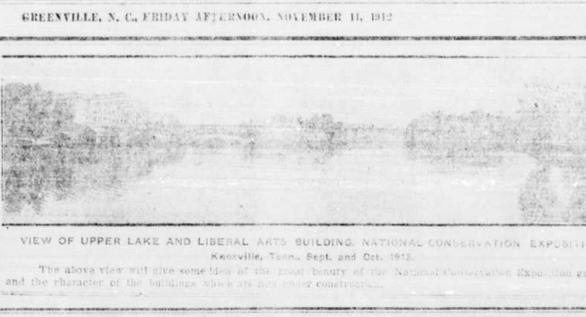 GREENVILLE, N. C., FRIDAY AFTERNOON, NOVEMBER 14, 1912
VIEW OF UPPER LAKE AND LIBERAL ARTS BUILDING, NATIONAL CONSERVATION EXPOSITI
Knoxville, Tenn., Sept. and Oct. 1913.
The above view will give some idea of the great beauty of the National Conservation Exposition g
and the character of the buildings which are now under construction.